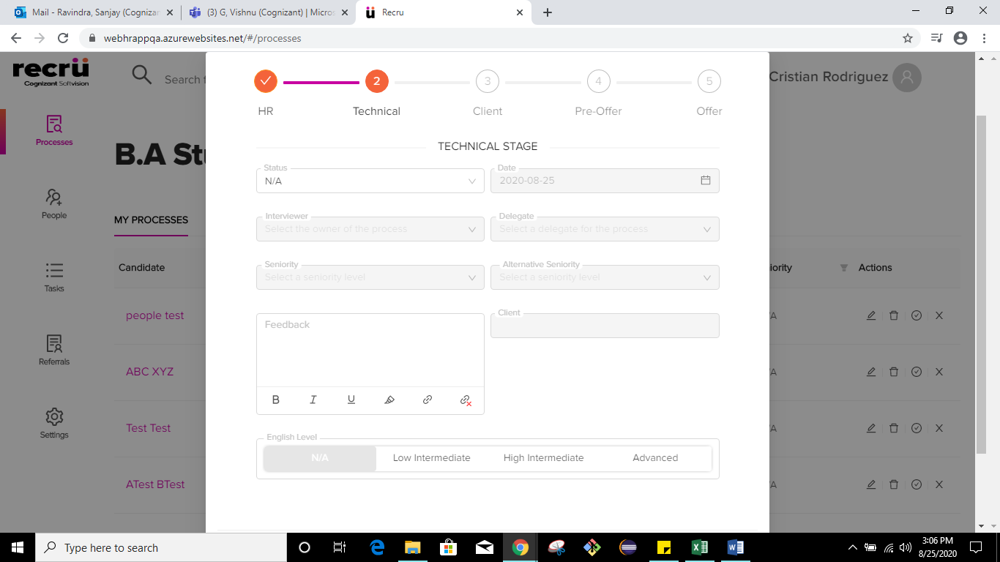 Mail - Ravindra, Sanjay (Cognizan
(3) G, Vishnu (Cognizant) | Micros
Recru
webhrappqa.azurewebsites.net/#/processes
recrü
Cognizant Softvision
Search f
Cristian Rodriguez
2
3
4
5
HR
Technical
Client
Pre-Offer
Offer
Processes
B.A Stu
TECHNICAL STAGE
Status
N/A
Date
2020-08-25
People
MY PROCESSES
Interviewer
Select the owner of the process
Delegate
Select a delegate for the process
Tasks
Candidate
Seniority
Select a seniority level
Alternative Seniority
Select a seniority level
iority
Actions
people test
Feedback
Client
/A
Referrals
ABC XYZ
/A
B
I
U
Settings
Test Test
/A
English Level
N/A
Low Intermediate
High Intermediate
Advanced
ATest BTest
/A
Type here to search
3:06 PM
8/25/2020